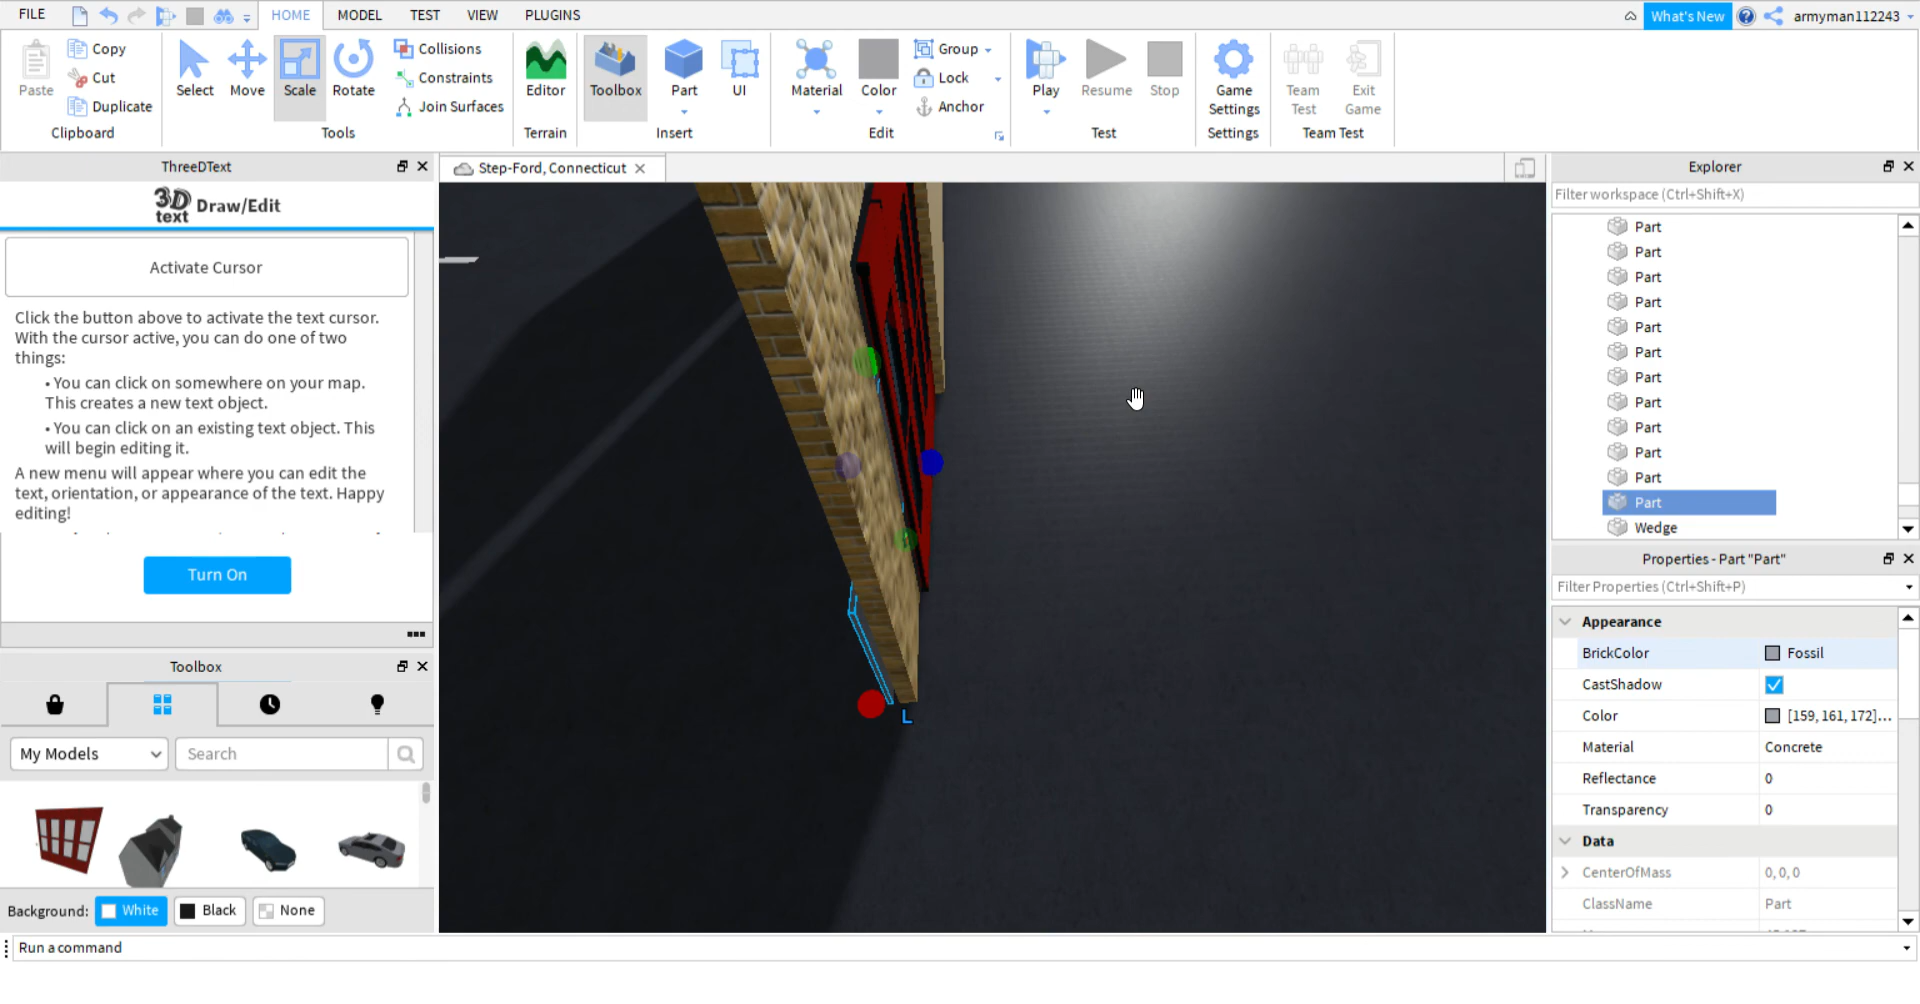 FILE HOME MODEL TEST VIEW PLUGINS What's New armyman112243
Paste Copy Cut Duplicate Clipboard
Select Move Scale Rotate Collisions Constraints Join Surfaces Tools
Editor Terrain
Toolbox Part UI Insert
Material Color Group Lock Anchor Edit
Play Resume Stop Test
Game Settings Settings
Team Test Exit Game Team Test
ThreeDText
3D text Draw/Edit
Activate Cursor
Click the button above to activate the text cursor.
With the cursor active, you can do one of two
things:
• You can click on somewhere on your map.
This creates a new text object.
• You can click on an existing text object. This
will begin editing it.
A new menu will appear where you can edit the
text, orientation, or appearance of the text. Happy
editing!
Turn On
Toolbox
My Models Search
Background: White Black None
Run a command
Step-Ford, Connecticut
L
Explorer
Filter workspace (Ctrl+Shift+X)
Part
Part
Part
Part
Part
Part
Part
Part
Part
Part
Part
Part
Wedge
Properties - Part "Part"
Filter Properties (Ctrl+Shift+P)
Appearance
BrickColor Fossil
CastShadow
Color [159, 161, 172]...
Material Concrete
Reflectance 0
Transparency 0
Data
CenterOfMass 0, 0, 0
ClassName Part